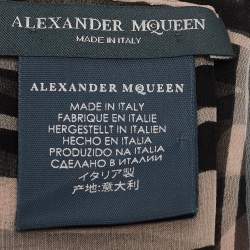 ALEXANDER McQUEEN
MADE IN ITALY
ALEXANDER McQUEEN
MADE IN ITALY
FABRIQUE EN ITALIE
HERGESTELLT IN ITALIEN
HECHO EN ITALIA
PRODUZIDO NA ITALIA
СДЕЛАНО В ИТАЛИИ
イタリア製
产地:意大利